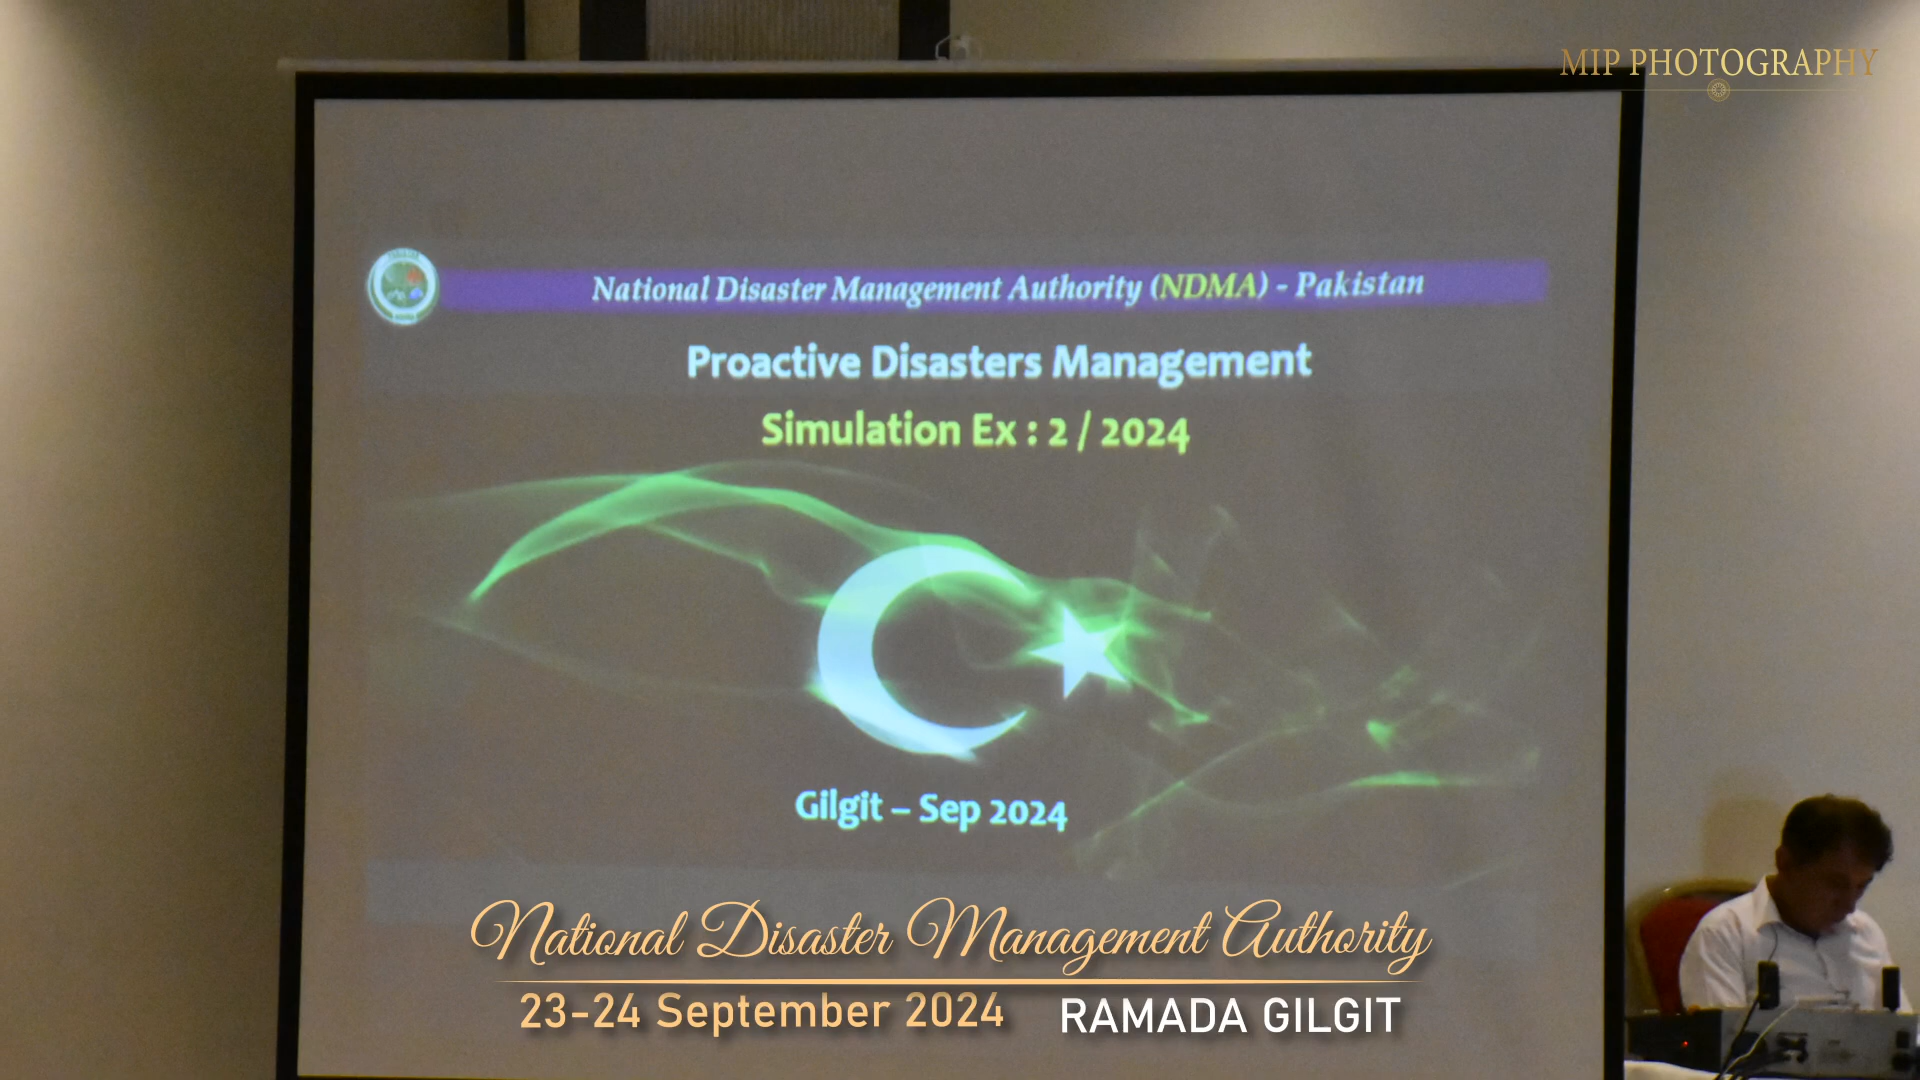 MIP PHOTOGRAPHY
National Disaster Management Authority (NDMA) - Pakistan
Proactive Disasters Management
Simulation Ex : 2 / 2024
Gilgit – Sep 2024
National Disaster Management Authority
23-24 September 2024 RAMADA GILGIT